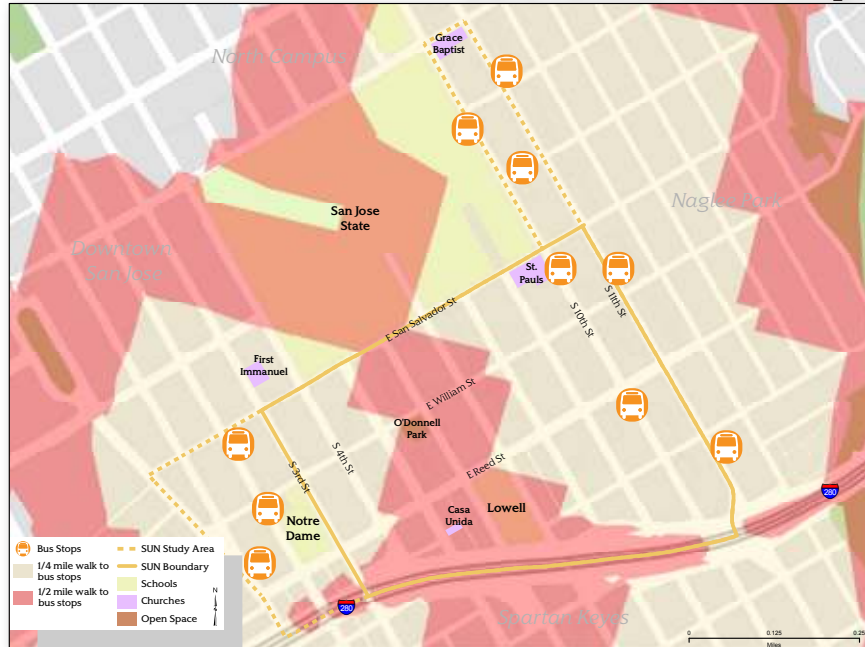 Grace
Baptist
North Campus
San Jose
State
Naglee Park
Downtown
San Jose
St.
Pauls
S 10th St
S 11th St
E San Salvador St
First
Immanuel
E William St
O'Donnell
Park
S 4th St
S 3rd St
E Reed St
Casa
Unida
Lowell
Notre
Dame
280
280
Spartan Keyes
Bus Stops
1/4 mile walk to
bus stops
1/2 mile walk to
bus stops
SUN Study Area
SUN Boundary
Schools
Churches
Open Space
N
0
0.125
0.25
Miles